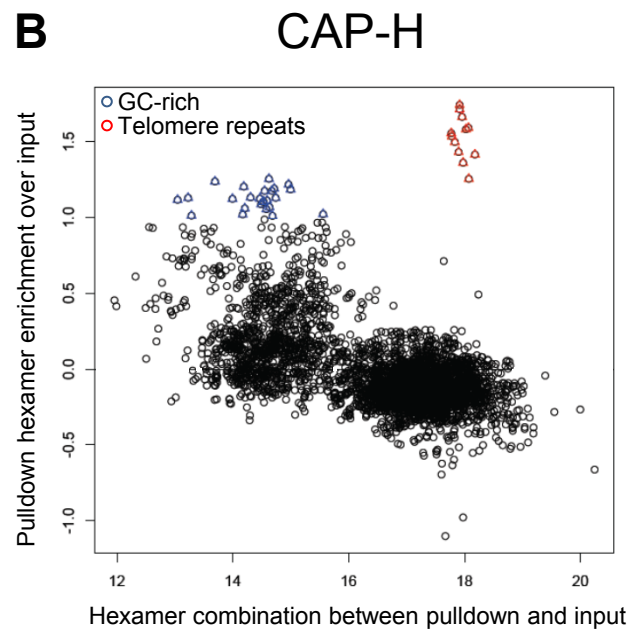 B
CAP-H
GC-rich
Telomere repeats
Pulldown hexamer enrichment over input
1.5
1.0
0.5
0.0
-0.5
-1.0
12 14 16 18 20
Hexamer combination between pulldown and input